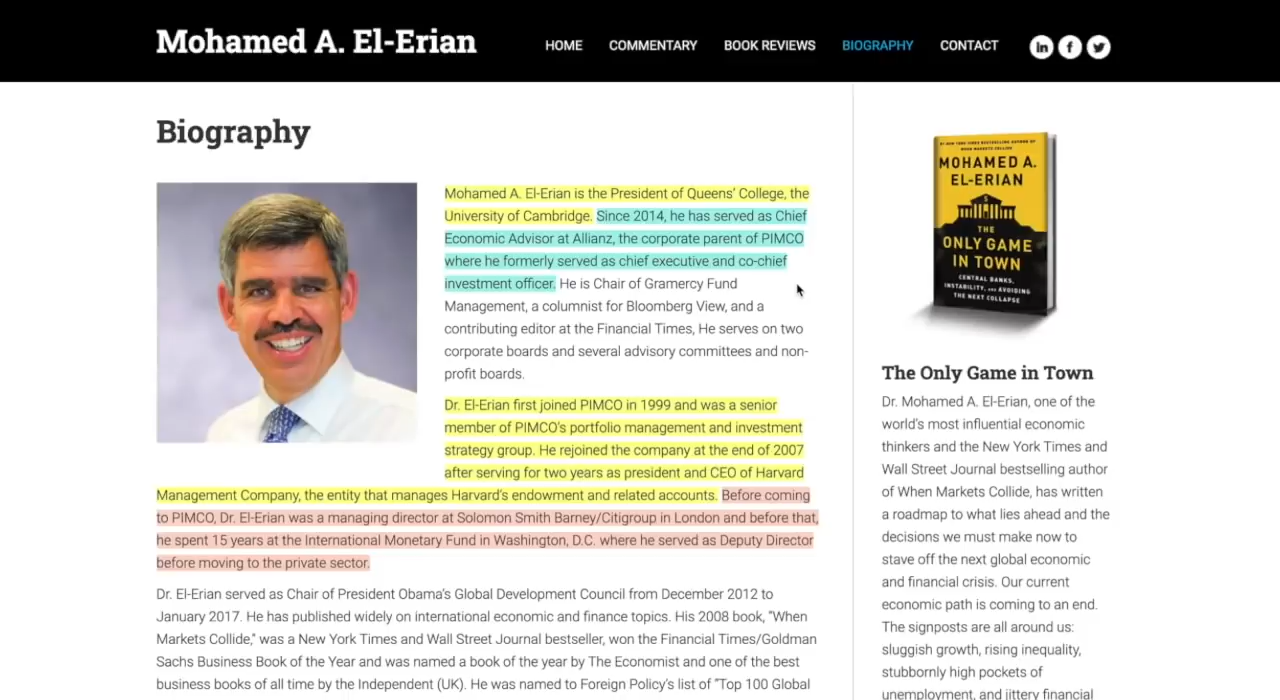 Mohamed A. El-Erian
HOME
COMMENTARY
BOOK REVIEWS
BIOGRAPHY
CONTACT
in
f
Biography
Mohamed A. El-Erian is the President of Queens' College, the
University of Cambridge. Since 2014, he has served as Chief
Economic Advisor at Allianz, the corporate parent of PIMCO
where he formerly served as chief executive and co-chief
investment officer. He is Chair of Gramercy Fund
Management, a columnist for Bloomberg View, and a
contributing editor at the Financial Times, He serves on two
corporate boards and several advisory committees and non-
profit boards.
Dr. El-Erian first joined PIMCO in 1999 and was a senior
member of PIMCO's portfolio management and investment
strategy group. He rejoined the company at the end of 2007
after serving for two years as president and CEO of Harvard
Management Company, the entity that manages Harvard's endowment and related accounts. Before coming
to PIMCO, Dr. El-Erian was a managing director at Solomon Smith Barney/Citigroup in London and before that,
he spent 15 years at the International Monetary Fund in Washington, D.C. where he served as Deputy Director
before moving to the private sector.
Dr. El-Erian served as Chair of President Obama's Global Development Council from December 2012 to
January 2017. He has published widely on international economic and finance topics. His 2008 book, "When
Markets Collide," was a New York Times and Wall Street Journal bestseller, won the Financial Times/Goldman
Sachs Business Book of the Year and was named a book of the year by The Economist and one of the best
business books of all time by the Independent (UK). He was named to Foreign Policy's list of "Top 100 Global
#1 NEW YORK TIMES BESTSELLING AUTHOR OF
WHEN MARKETS COLLIDE
MOHAMED A.
EL-ERIAN
THE
ONLY GAME
IN TOWN
CENTRAL BANKS,
INSTABILITY, AND AVOIDING
THE NEXT COLLAPSE
The Only Game in Town
Dr. Mohamed A. El-Erian, one of the
world's most influential economic
thinkers and the New York Times and
Wall Street Journal bestselling author
of When Markets Collide, has written
a roadmap to what lies ahead and the
decisions we must make now to
stave off the next global economic
and financial crisis. Our current
economic path is coming to an end.
The signposts are all around us:
sluggish growth, rising inequality,
stubbornly high pockets of
unemployment, and jittery financial